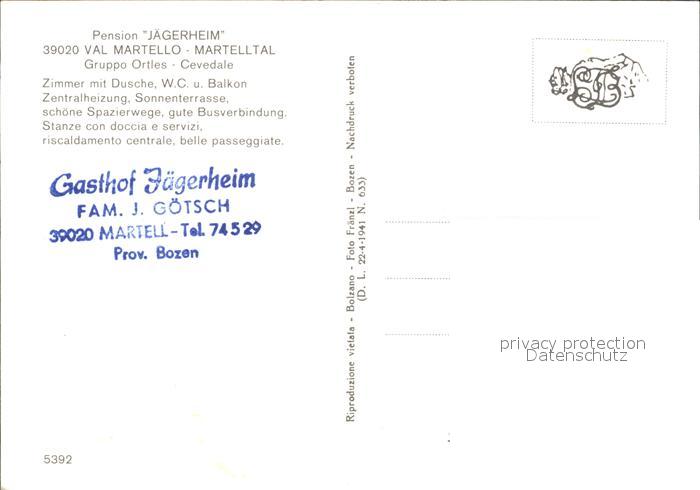 Pension "JÄGERHEIM"
39020 VAL MARTELLO - MARTELLTAL
Gruppo Ortles - Cevedale
Zimmer mit Dusche, W.C. u. Balkon
Zentralheizung, Sonnenterrasse,
schöne Spazierwege, gute Busverbindung.
Stanze con doccia e servizi,
riscaldamento centrale, belle passeggiate.
Gasthof Jägerheim
FAM. J. GÖTSCH
39020 MARTELL-Tel. 74529
Prov. Bozen
5392
Riproduzione vietata - Bolzano - Foto Fränzl - Bozen - Nachdruck verboten
(D. L. 22-4-1941 N. 633)
privacy protection
Datenschutz